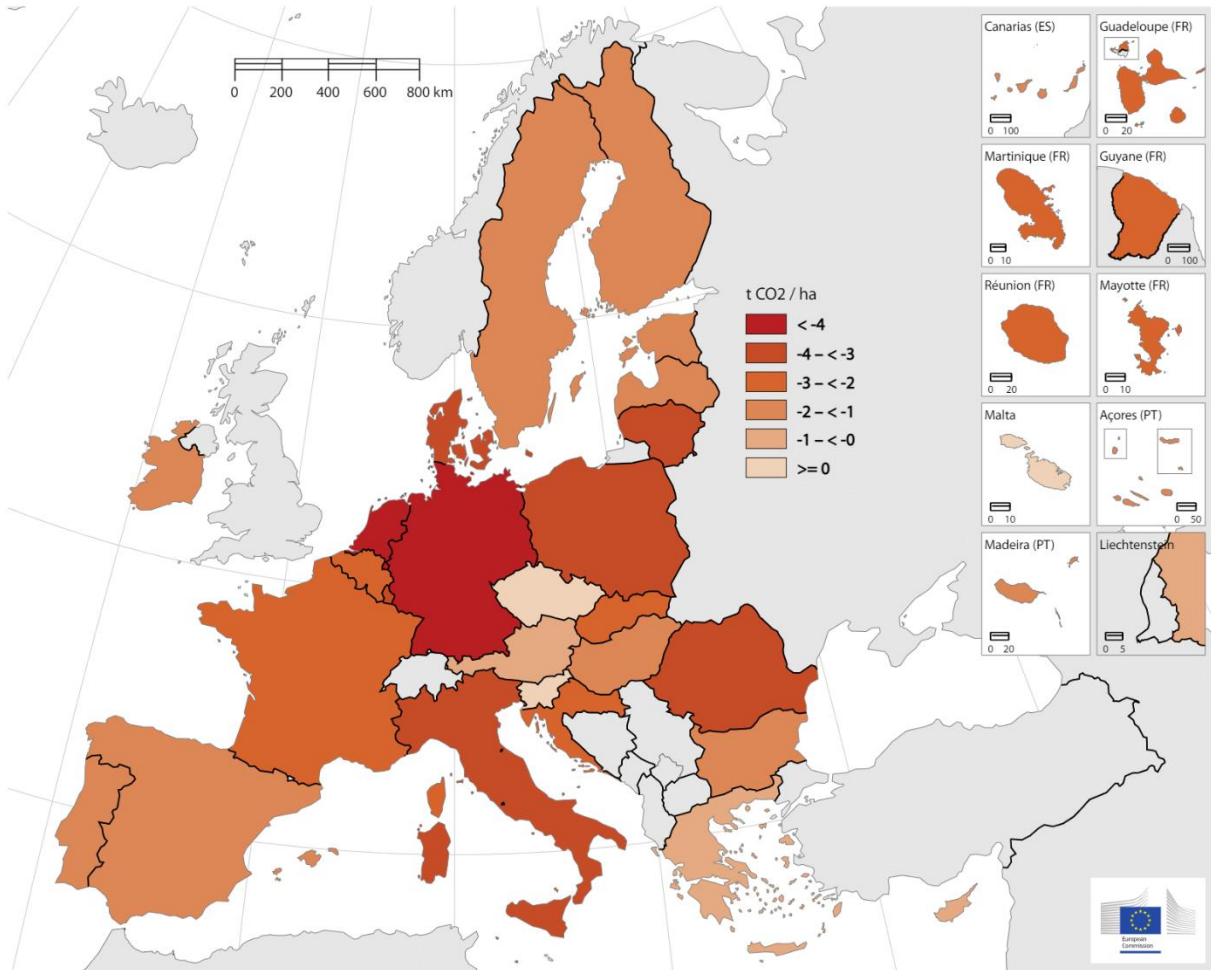 0 200 400 600 800 km
t CO2 / ha
< -4
-4 – < -3
-3 – < -2
-2 – < -1
-1 – < -0
>= 0
Canarias (ES)
0 100
Guadeloupe (FR)
0 20
Martinique (FR)
0 10
Guyane (FR)
0 100
Réunion (FR)
0 20
Mayotte (FR)
0 10
Malta
0 10
Açores (PT)
0 50
Madeira (PT)
0 20
Liechtenstein
0 5
European
Commission